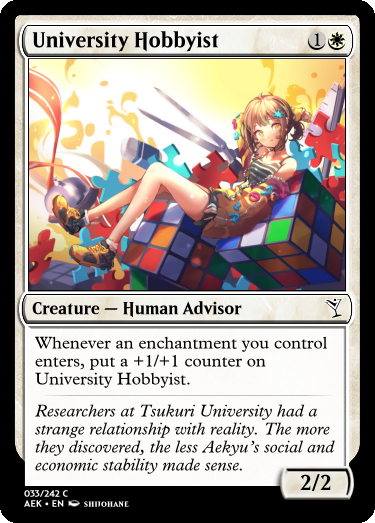 University Hobbyist 1
Creature — Human Advisor
Whenever an enchantment you control
enters, put a +1/+1 counter on
University Hobbyist.
Researchers at Tsukuri University had a
strange relationship with reality. The more
they discovered, the less Aekyu's social and
economic stability made sense.
2/2
033/242 C
AEK • EN SHIJOHANE